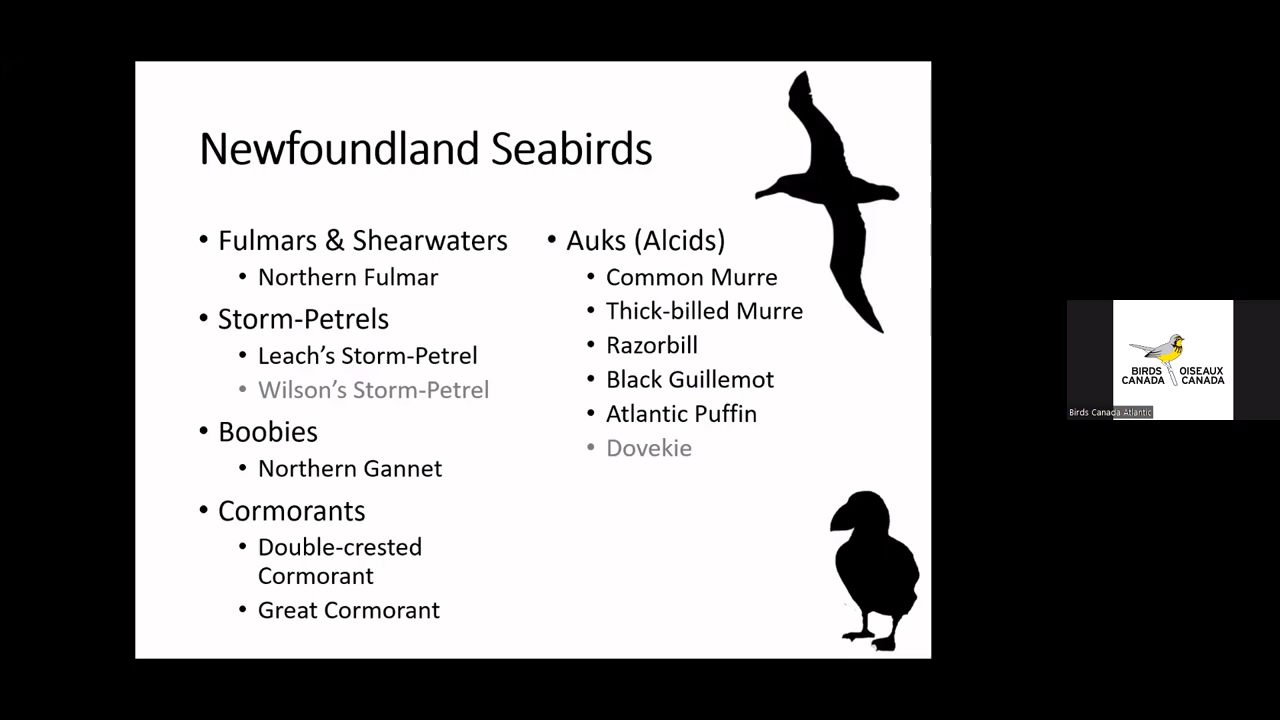 Newfoundland Seabirds
• Fulmars & Shearwaters
• Northern Fulmar
• Storm-Petrels
• Leach’s Storm-Petrel
• Wilson’s Storm-Petrel
• Boobies
• Northern Gannet
• Cormorants
• Double-crested
Cormorant
• Great Cormorant
• Auks (Alcids)
• Common Murre
• Thick-billed Murre
• Razorbill
• Black Guillemot
• Atlantic Puffin
• Dovekie
BIRDS OISEAUX
CANADA CANADA
Birds Canada Atlantic